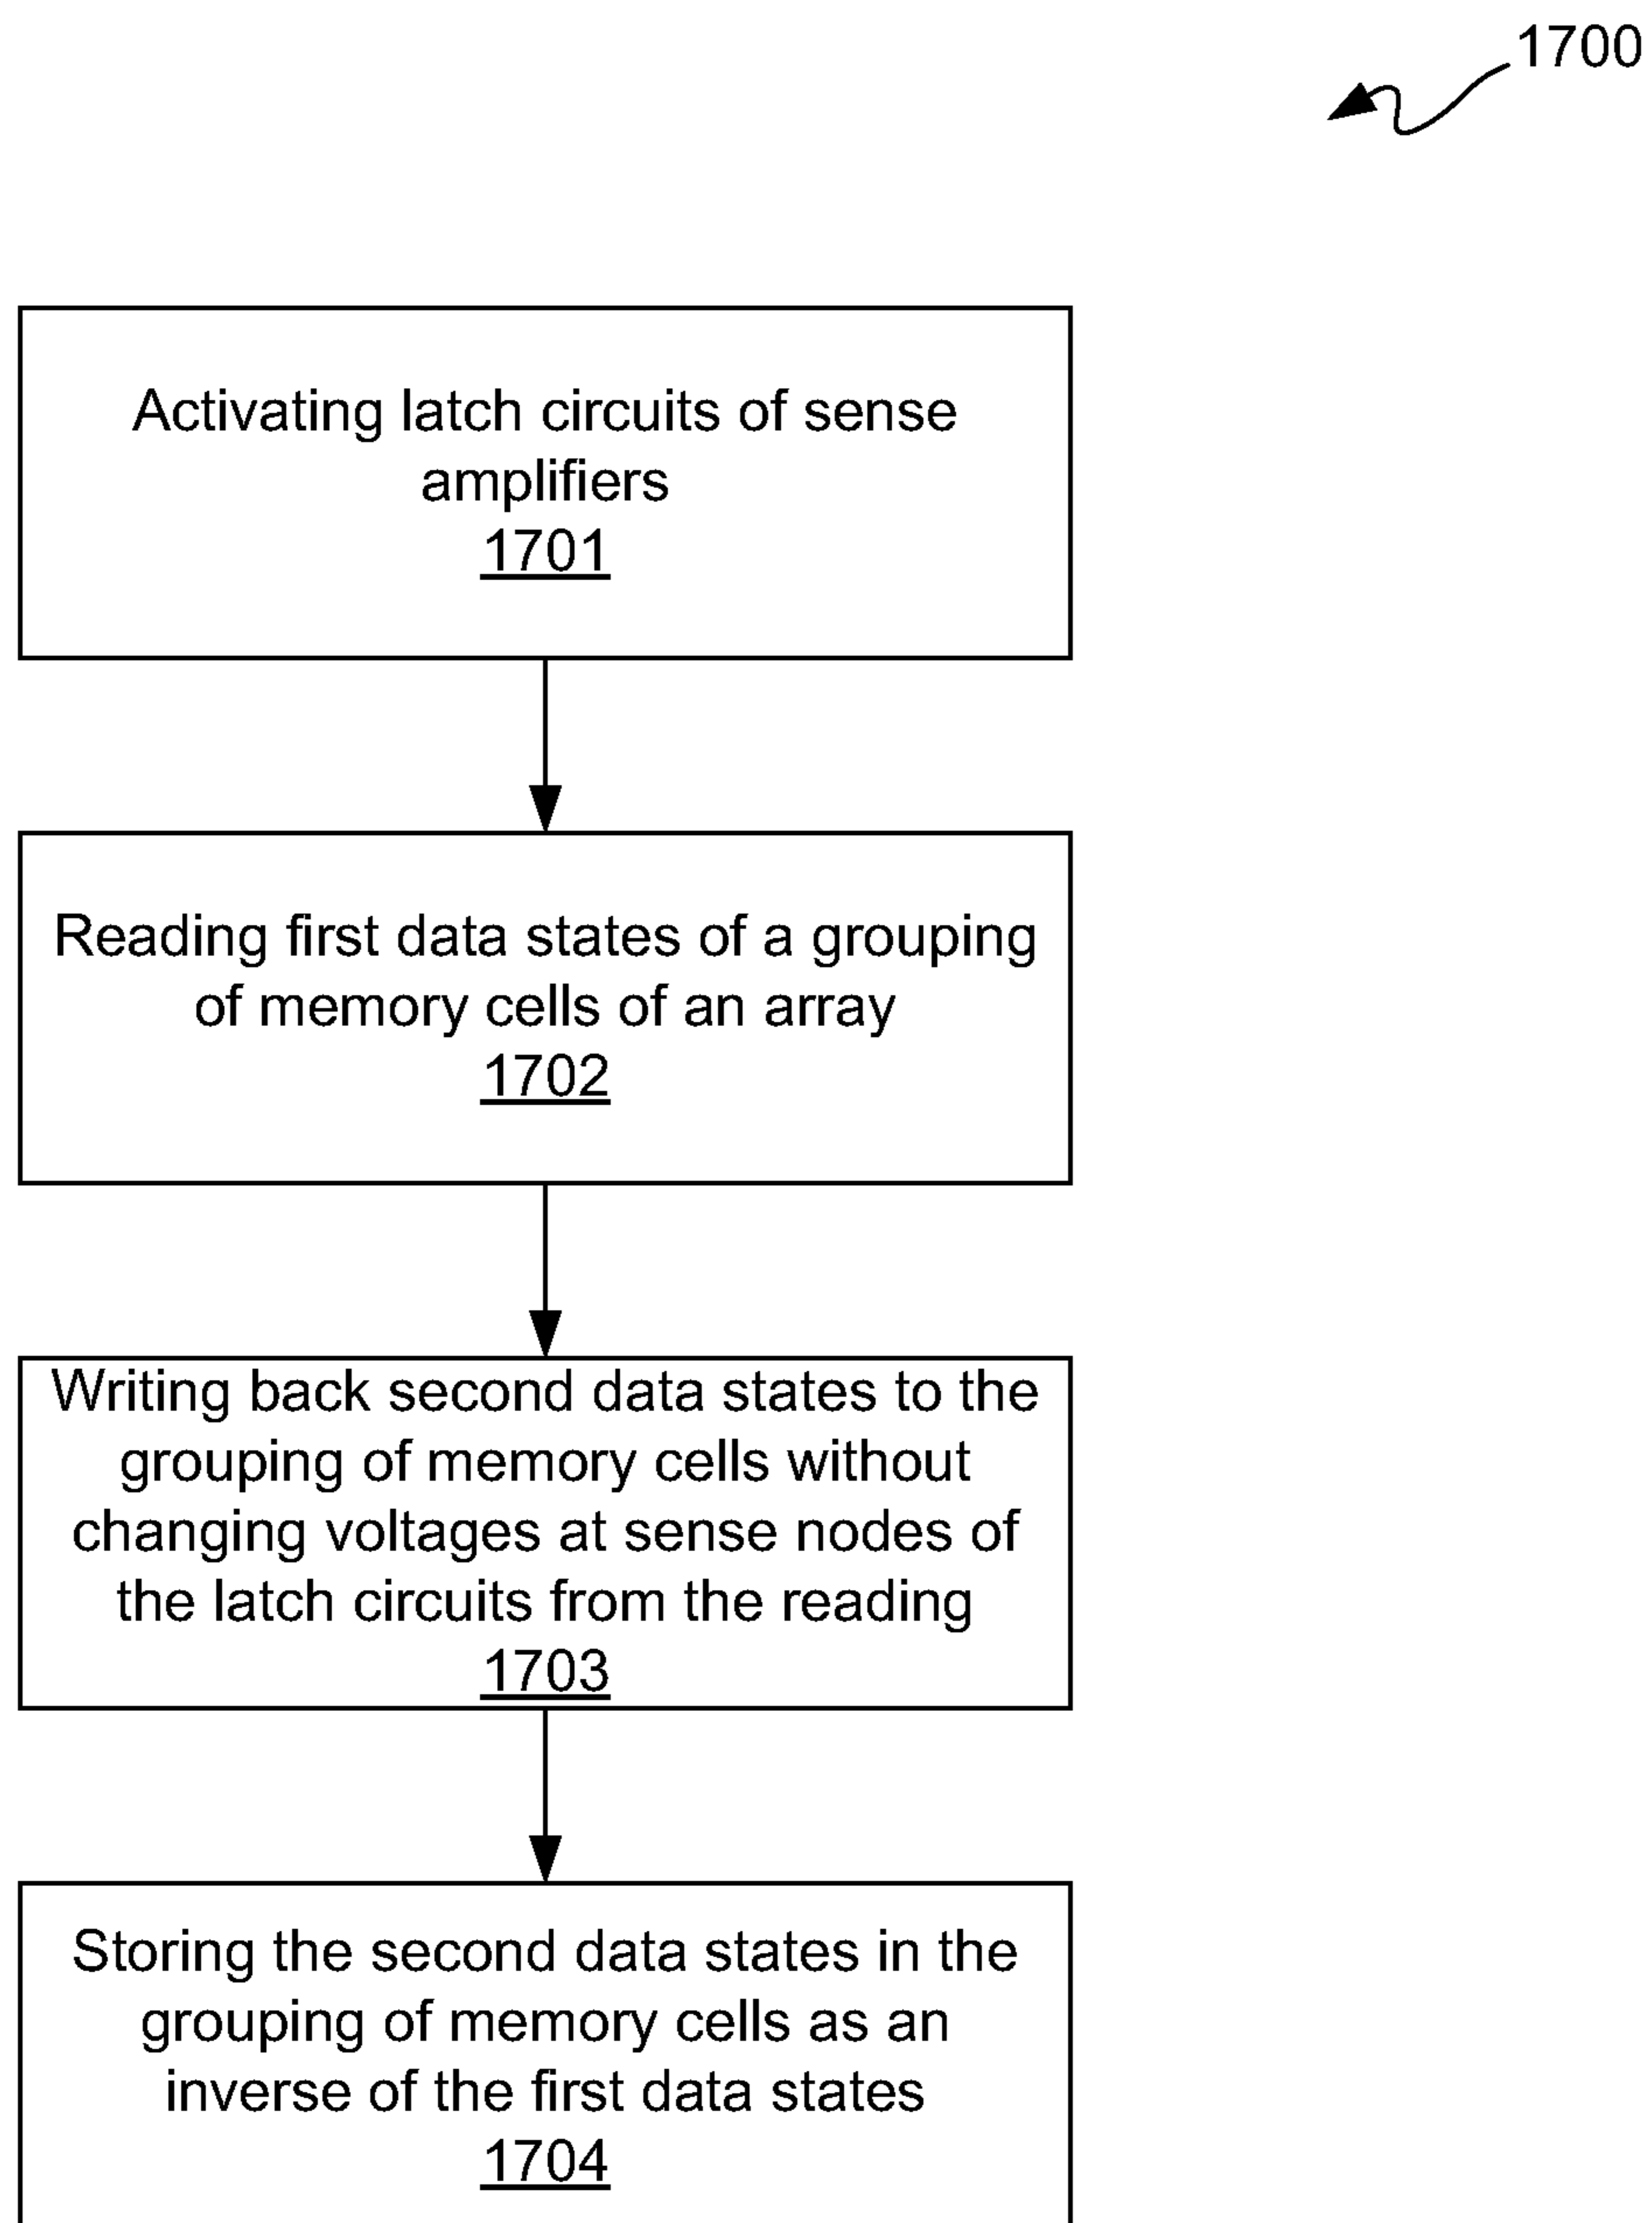 1700
Activating latch circuits of sense
amplifiers
1701
Reading first data states of a grouping
of memory cells of an array
1702
Writing back second data states to the
grouping of memory cells without
changing voltages at sense nodes of
the latch circuits from the reading
1703
Storing the second data states in the
grouping of memory cells as an
inverse of the first data states
1704